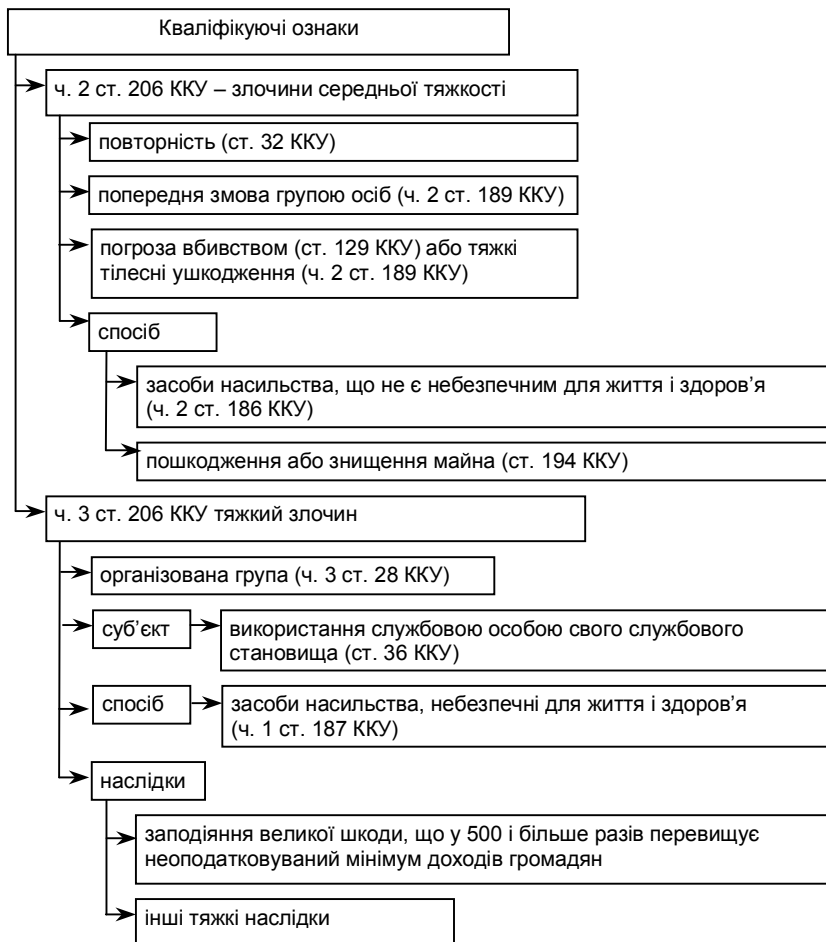 Кваліфікуючі ознаки
ч. 2 ст. 206 ККУ – злочини середньої тяжкості
повторність (ст. 32 ККУ)
попередня змова групою осіб (ч. 2 ст. 189 ККУ)
погроза вбивством (ст. 129 ККУ) або тяжкі
тілесні ушкодження (ч. 2 ст. 189 ККУ)
спосіб
засоби насильства, що не є небезпечним для життя і здоров’я
(ч. 2 ст. 186 ККУ)
пошкодження або знищення майна (ст. 194 ККУ)
ч. 3 ст. 206 ККУ тяжкий злочин
організована група (ч. 3 ст. 28 ККУ)
суб’єкт
використання службовою особою свого службового
становища (ст. 36 ККУ)
спосіб
засоби насильства, небезпечні для життя і здоров’я
(ч. 1 ст. 187 ККУ)
наслідки
заподіяння великої шкоди, що у 500 і більше разів перевищує
неоподатковуваний мінімум доходів громадян
інші тяжкі наслідки